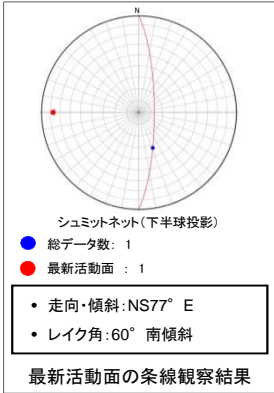 N
シュミットネット(下半球投影)
総データ数: 1
最新活動面 : 1
• 走向・傾斜:NS77° E
• レイク角:60° 南傾斜
最新活動面の条線観察結果